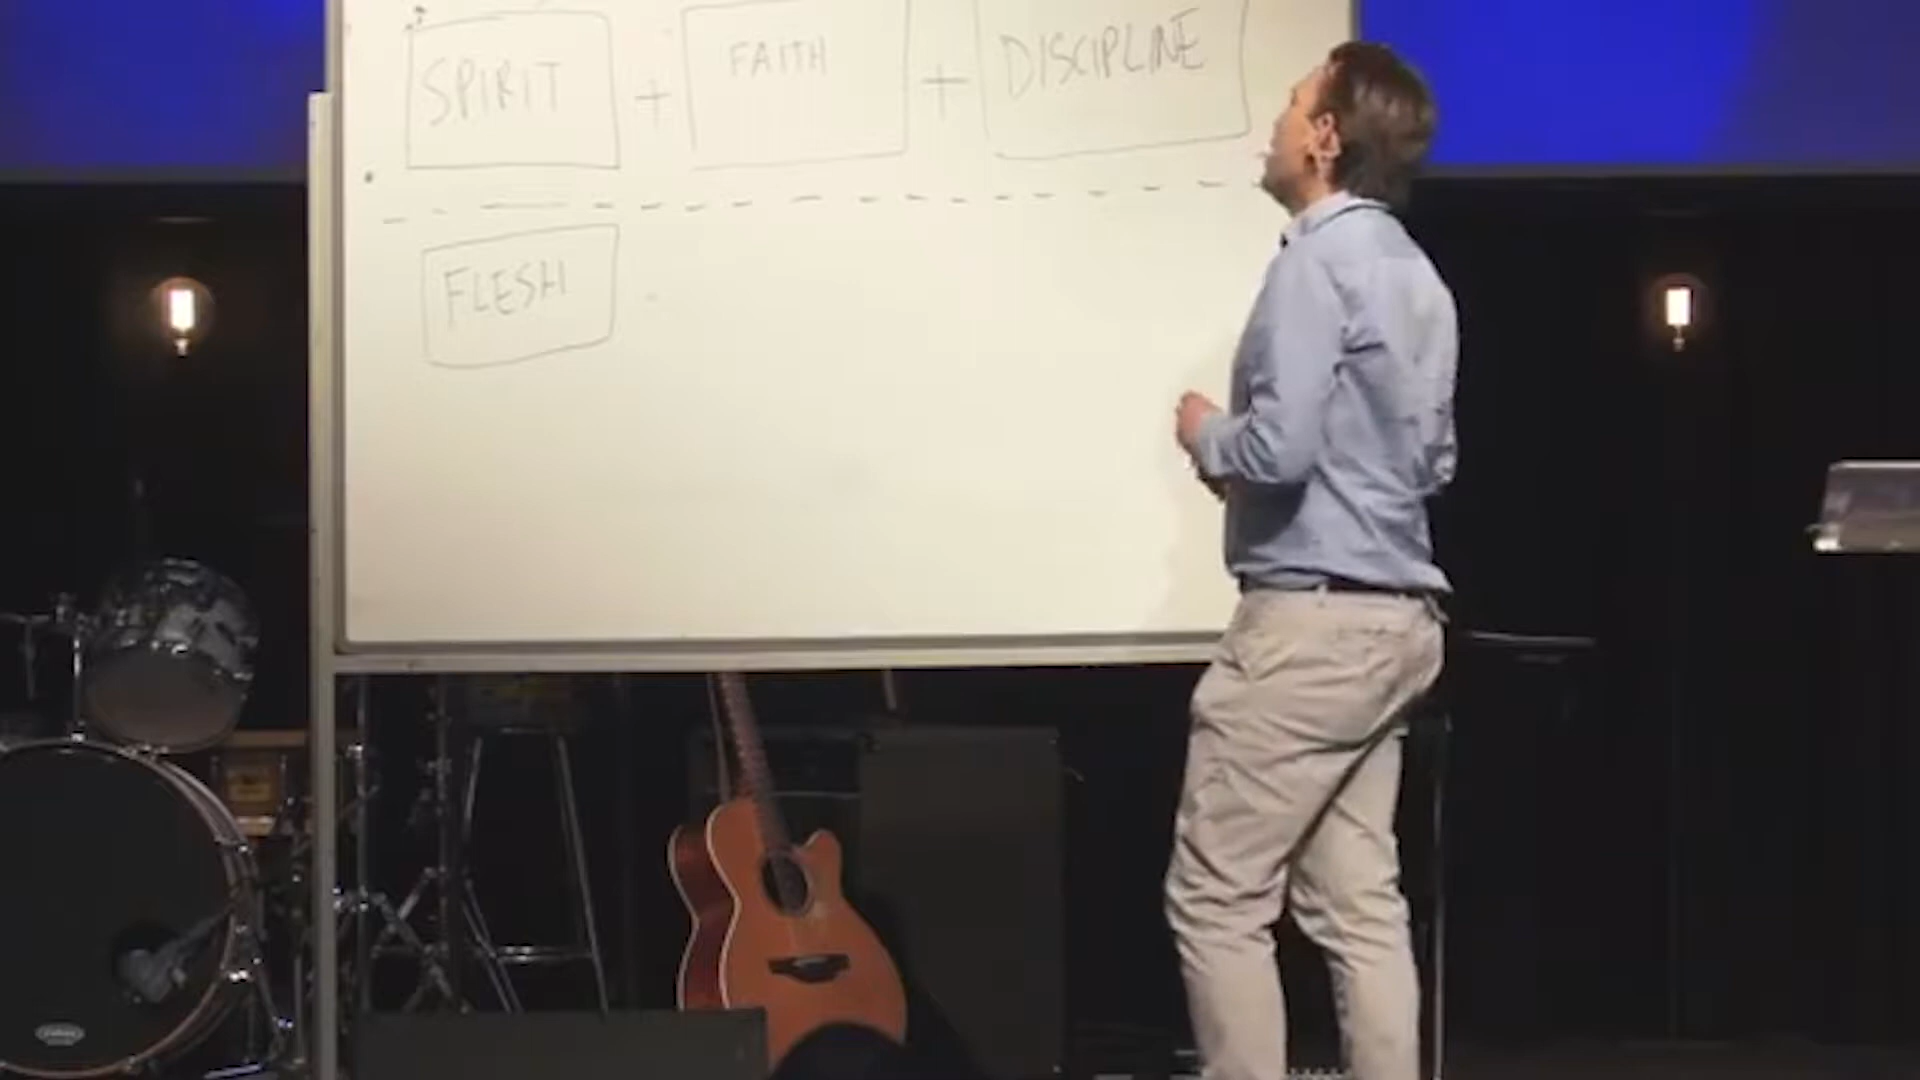 SPIRIT + FAITH + DISCIPLINE
FLESH